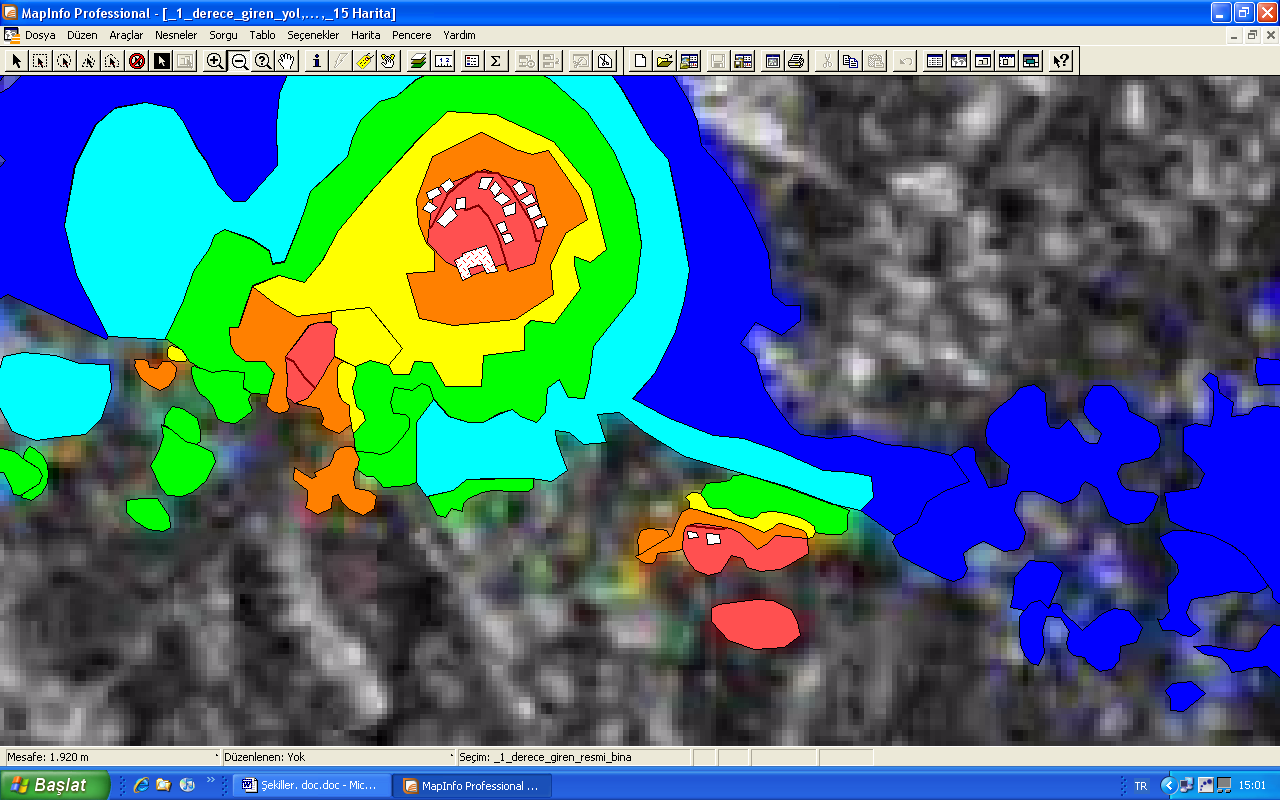 MapInfo Professional - [_1_derece_giren_yol,... ,_15 Harita]
Dosya Düzen Araçlar Nesneler Sorgu Tablo Seçenekler Harita Pencere Yardım
Mesafe: 1.920 m Düzenlenen: Yok Seçim: _1_derece_giren_resmi_bina
Başlat Şekiller. doc.doc - Mic... MapInfo Professional ... TR 15:01